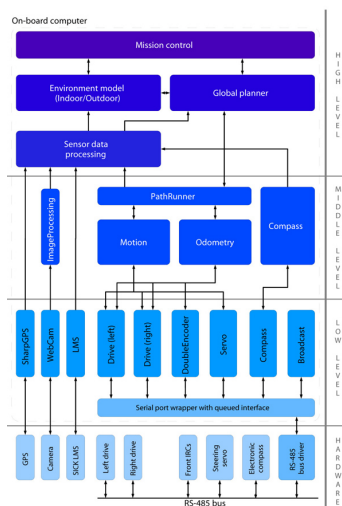 On-board computer
Mission control
Environment model
(Indoor/Outdoor)
Global planner
Sensor data
processing
HIGH LEVEL
PathRunner
ImageProcessing
Motion
Odometry
Compass
MIDDLE LEVEL
SharpGPS
WebCam
LMS
Drive (left)
Drive (right)
DoubleEncoder
Servo
Compass
Broadcast
Serial port wrapper with queued interface
LOW LEVEL
GPS
Camera
SICK LMS
Left drive
Right drive
Front IRCs
Steering
servo
Electronic
compass
RS-485
bus driver
HARDWARE
RS-485 bus